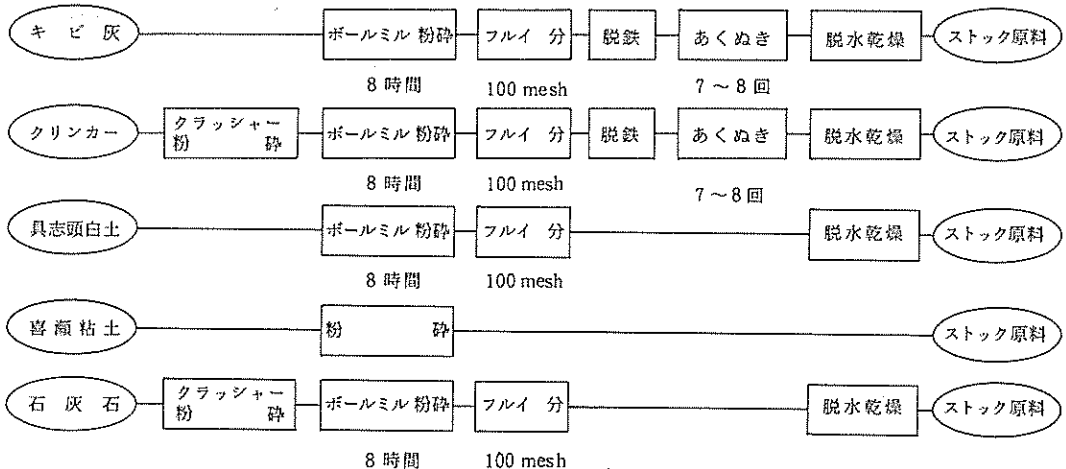 キビ灰 ボールミル 粉砕 フルイ 分 脱鉄 あくぬき 脱水乾燥 ストック原料
8時間 100 mesh 7～8回
クリンカー クラッシャー 粉砕 ボールミル 粉砕 フルイ 分 脱鉄 あくぬき 脱水乾燥 ストック原料
8時間 100 mesh 7～8回
具志頭白土 ボールミル 粉砕 フルイ 分 脱水乾燥 ストック原料
8時間 100 mesh
喜瀬粘土 粉砕 ストック原料
石灰石 クラッシャー 粉砕 ボールミル 粉砕 フルイ 分 脱水乾燥 ストック原料
8時間 100 mesh